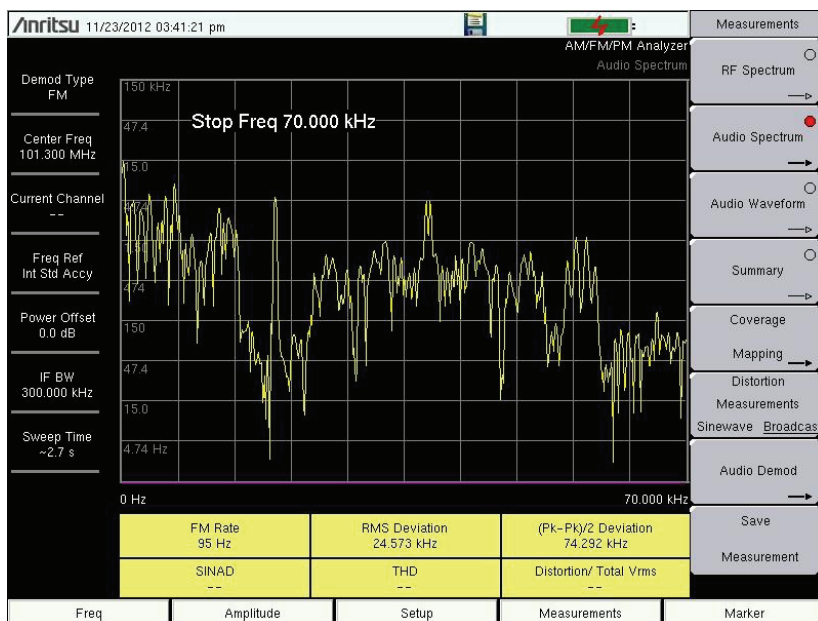 Anritsu 11/23/2012 03:41:21 pm
AM/FM/PM Analyzer
Audio Spectrum
Demod Type
FM
Center Freq
101.300 MHz
Current Channel
--
Freq Ref
Int Std Accy
Power Offset
0.0 dB
IF BW
300.000 kHz
Sweep Time
~2.7 s
150 kHz
Stop Freq 70.000 kHz
47.4
15.0
4.74
474
150
47.4
15.0
4.74 Hz
0 Hz
70.000 kHz
FM Rate
95 Hz
RMS Deviation
24.573 kHz
(Pk-Pk)/2 Deviation
74.292 kHz
SINAD
--
THD
--
Distortion/ Total Vrms
--
Measurements
RF Spectrum
Audio Spectrum
Audio Waveform
Summary
Coverage
Mapping
Distortion
Measurements
Sinewave Broadcas
Audio Demod
Save
Measurement
Freq
Amplitude
Setup
Measurements
Marker